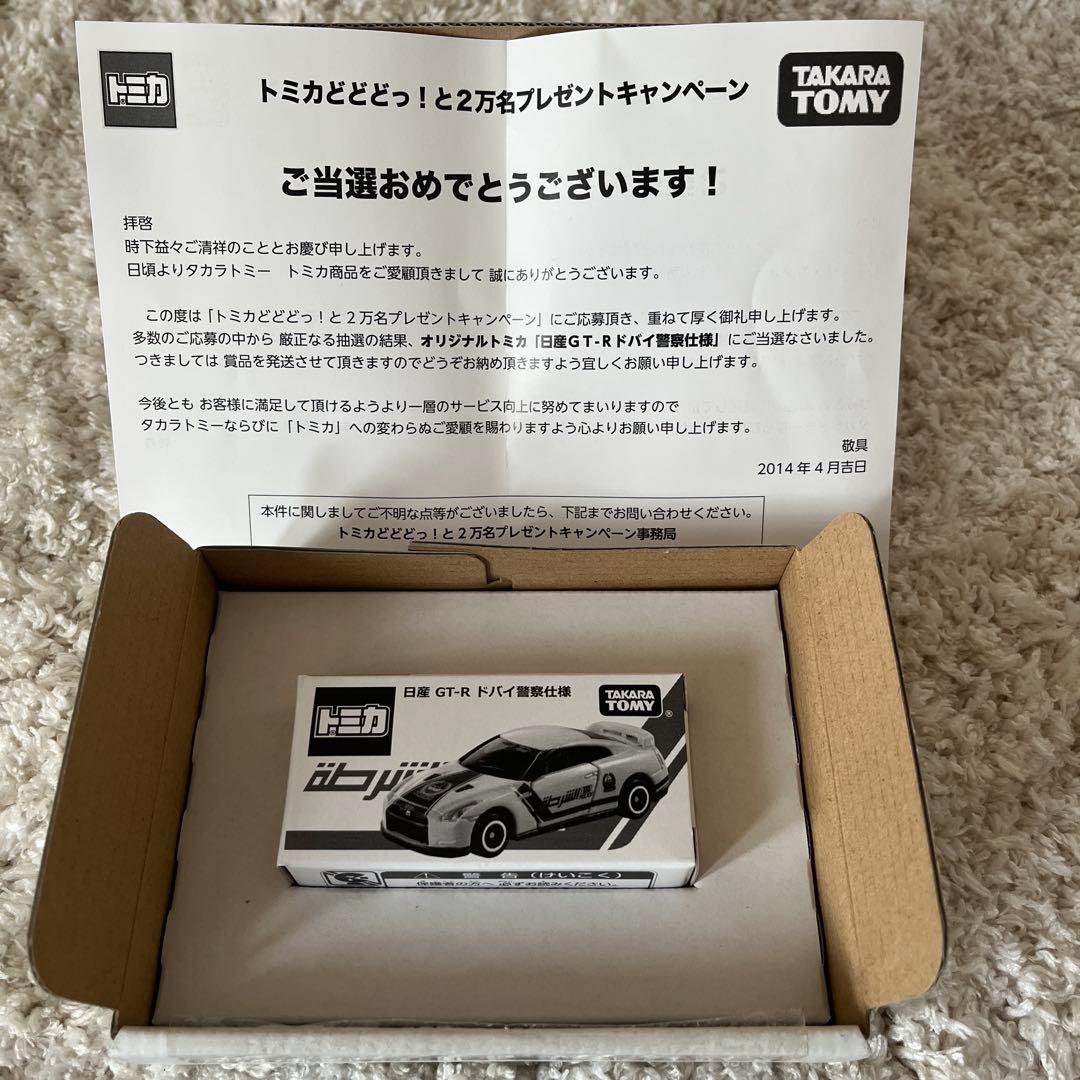 トミカ
トミカどどどっ！と２万名プレゼントキャンペーン
TAKARA
TOMY
ご当選おめでとうございます！
拝啓
時下益々ご清祥のこととお慶び申し上げます。
日頃よりタカラトミー　トミカ商品をご愛顧頂きまして 誠にありがとうございます。
この度は「トミカどどどっ！と２万名プレゼントキャンペーン」にご応募頂き、重ねて厚く御礼申し上げます。
多数のご応募の中から 厳正なる抽選の結果、オリジナルトミカ「日産ＧＴ-Ｒドバイ警察仕様」にご当選なさいました。
つきましては 賞品を発送させて頂きますのでどうぞお納め頂きますよう宜しくお願い申し上げます。
今後とも お客様に満足して頂けるようより一層のサービス向上に努めてまいりますので
タカラトミーならびに「トミカ」への変わらぬご愛顧を賜わりますよう心よりお願い申し上げます。
敬具
2014 年 4 月吉日
本件に関しましてご不明な点等がございましたら、下記までお問い合わせください。
トミカどどどっ！と２万名プレゼントキャンペーン事務局
日産 GT-R ドバイ警察仕様
トミカ
TAKARA
TOMY
®
الشرطة
الشرطة
警 告 (けいこく)
保護者の方へ 必ずお読みください。